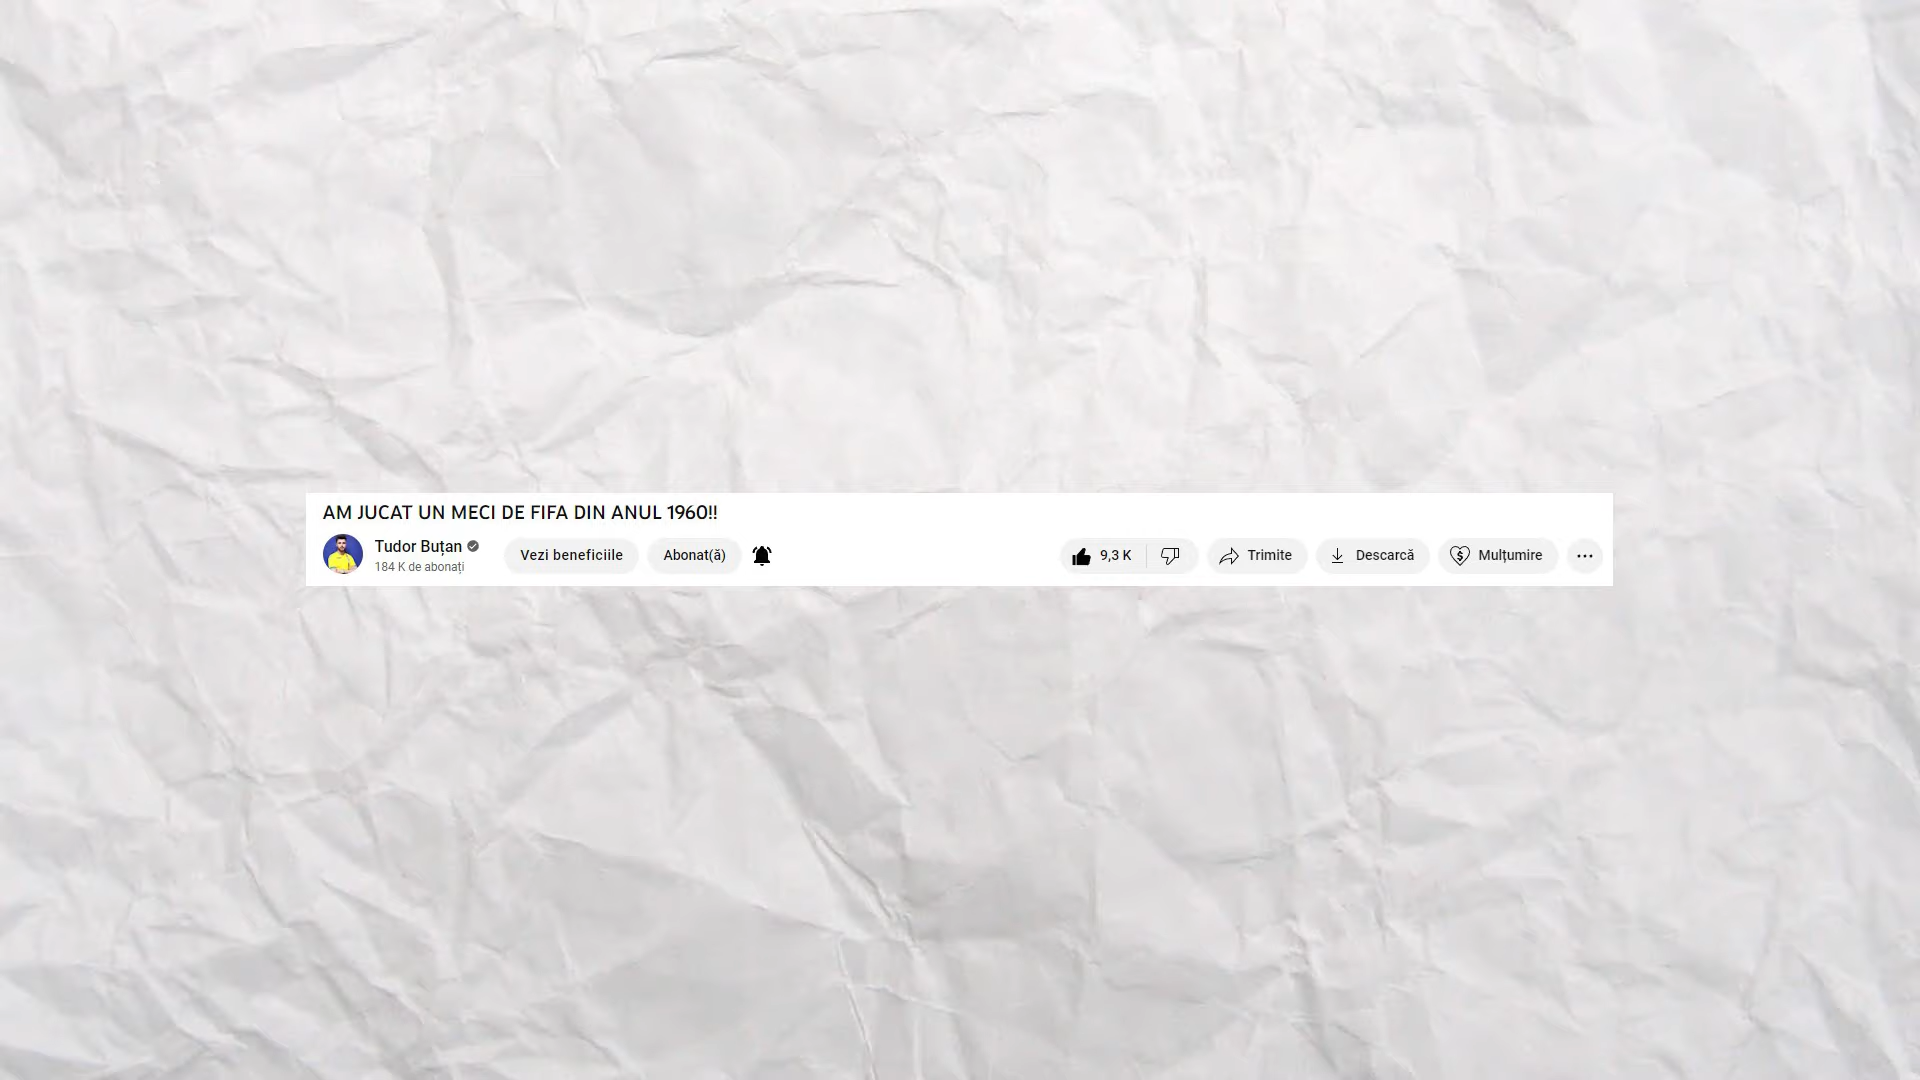 AM JUCAT UN MECI DE FIFA DIN ANUL 1960!!
Tudor Buțan
184 K de abonați
Vezi beneficiile
Abonat(ă)
9,3 K
Trimite
Descarcă
Mulțumire